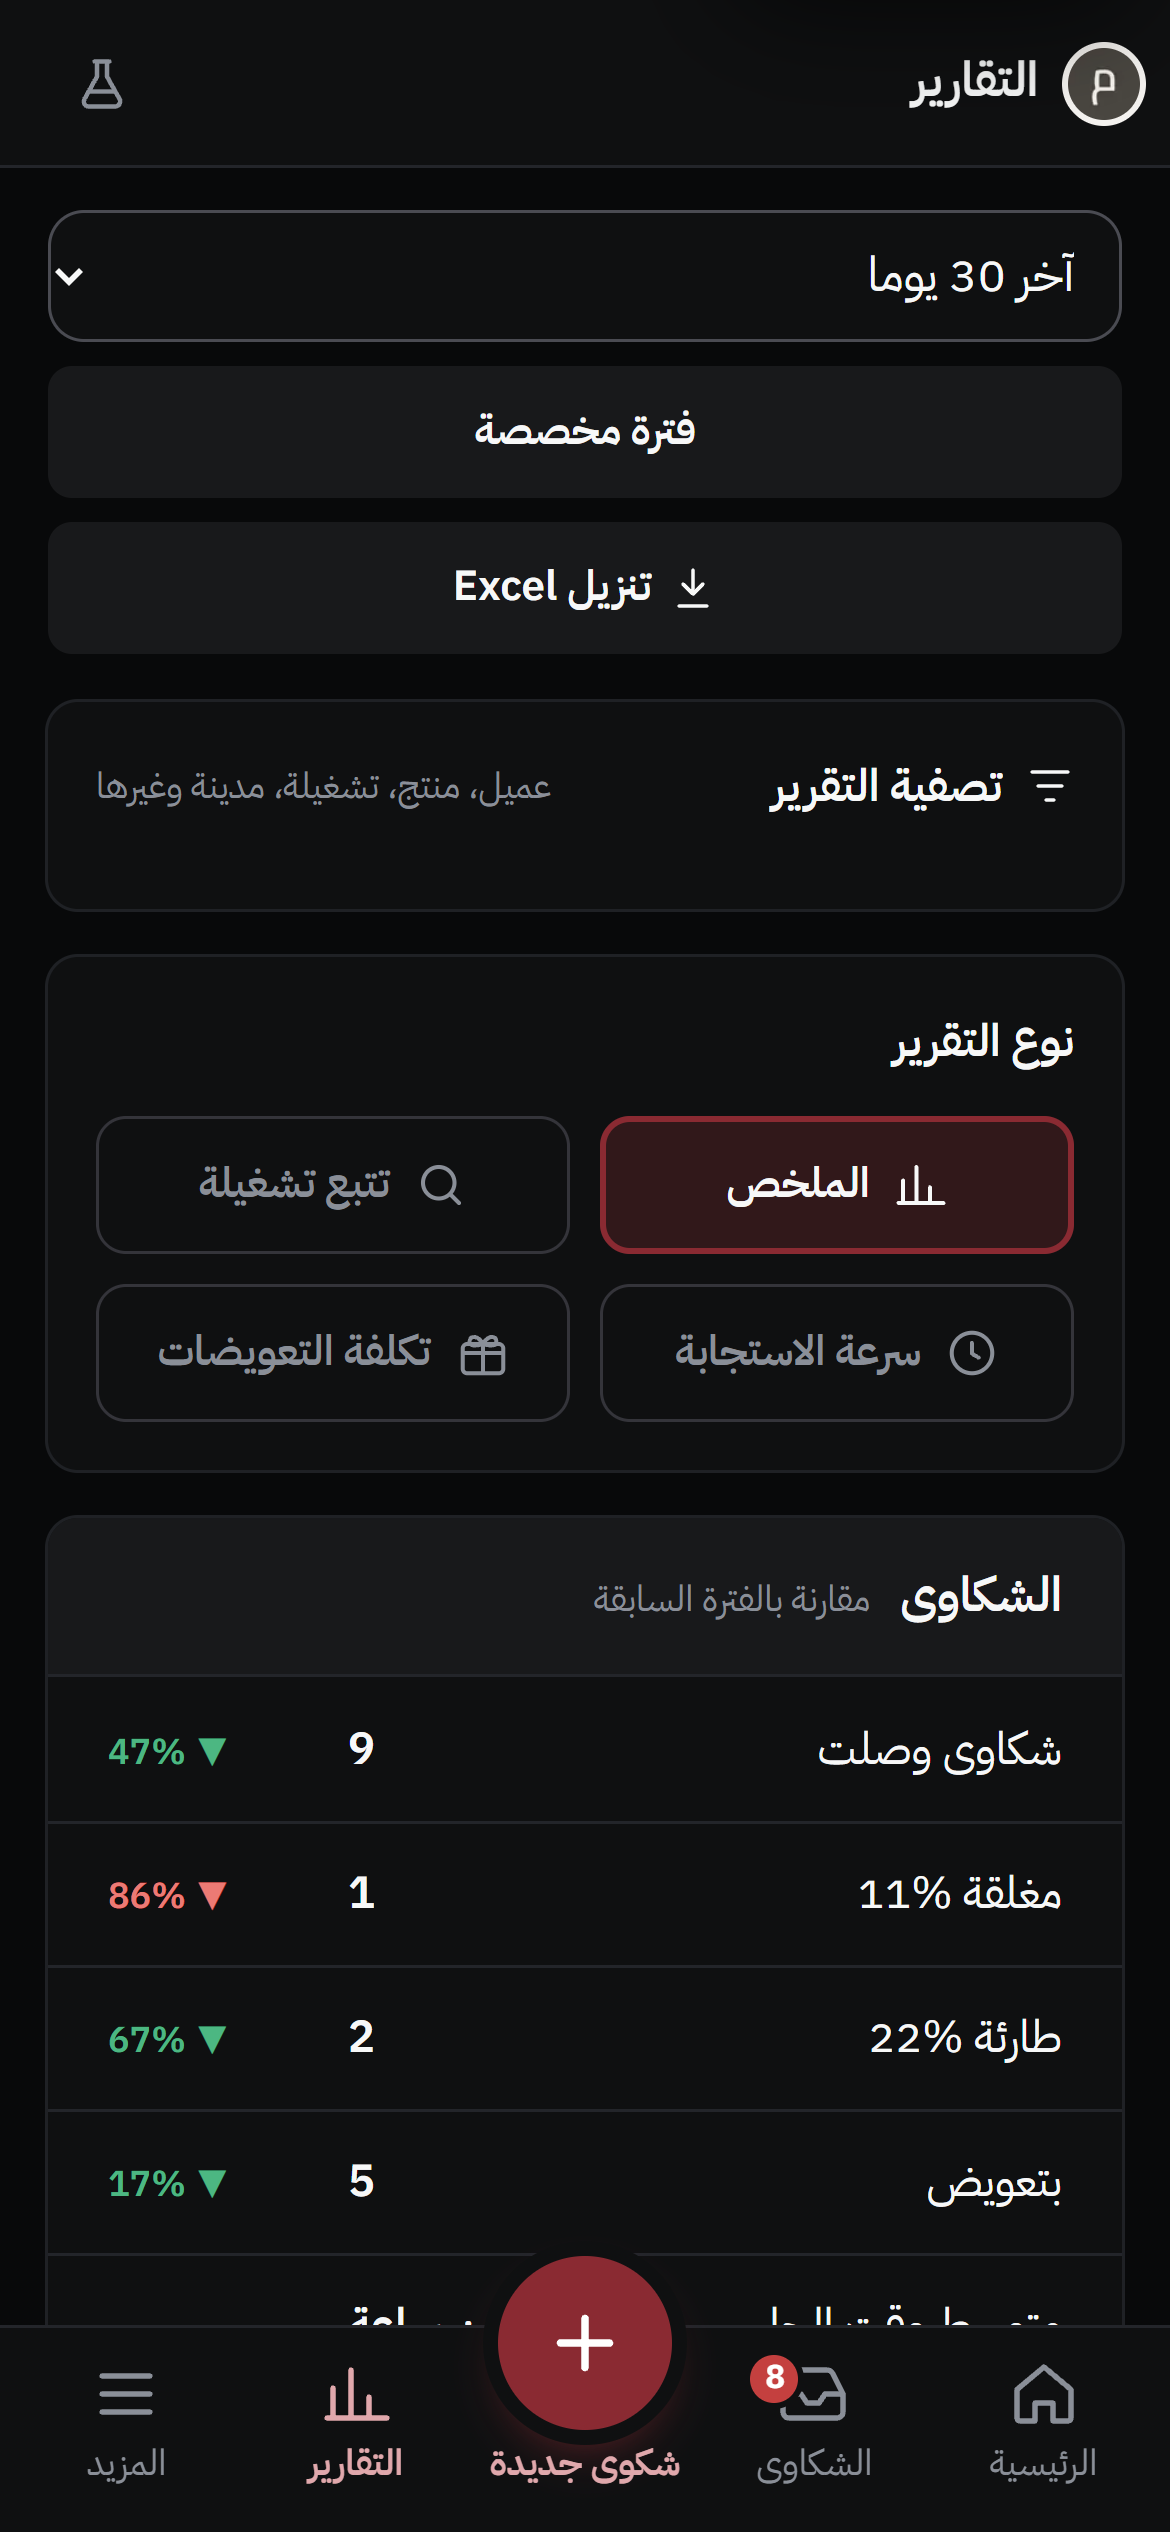 م
التقارير
آخر 30 يوما
فترة مخصصة
تنزيل Excel
تصفية التقرير
عميل، منتج، تشغيلة، مدينة وغيرها
نوع التقرير
الملخص
تتبع تشغيلة
سرعة الاستجابة
تكلفة التعويضات
الشكاوى مقارنة بالفترة السابقة
شكاوى وصلت 9 ▼ 47%
مغلقة 11% 1 ▼ 86%
طارئة 22% 2 ▼ 67%
بتعويض 5 ▼ 17%
8
الرئيسية
الشكاوى
شكوى جديدة
التقارير
المزيد